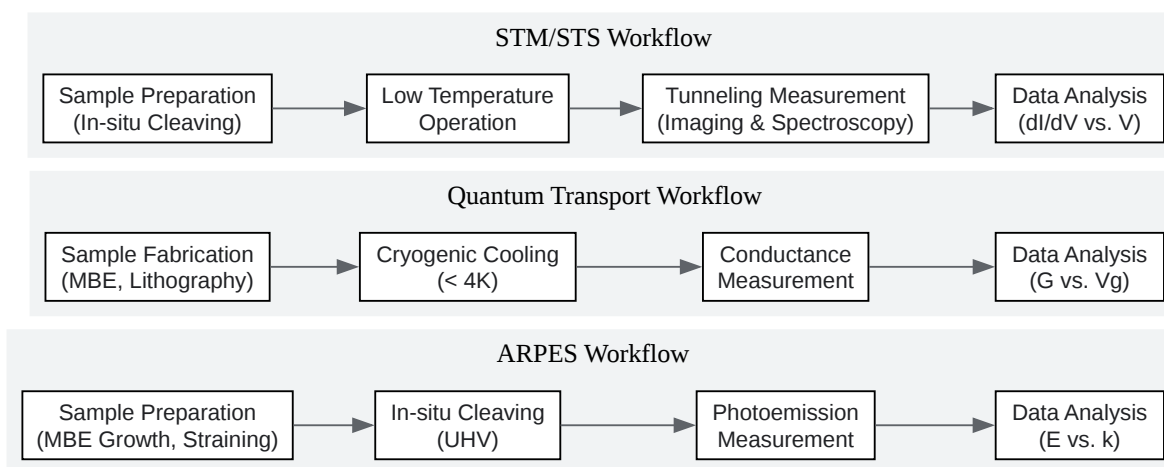 STM/STS Workflow
Sample Preparation
(In-situ Cleaving)
Low Temperature
Operation
Tunneling Measurement
(Imaging & Spectroscopy)
Data Analysis
(dI/dV vs. V)
Quantum Transport Workflow
Sample Fabrication
(MBE, Lithography)
Cryogenic Cooling
(< 4K)
Conductance
Measurement
Data Analysis
(G vs. Vg)
ARPES Workflow
Sample Preparation
(MBE Growth, Straining)
In-situ Cleaving
(UHV)
Photoemission
Measurement
Data Analysis
(E vs. k)